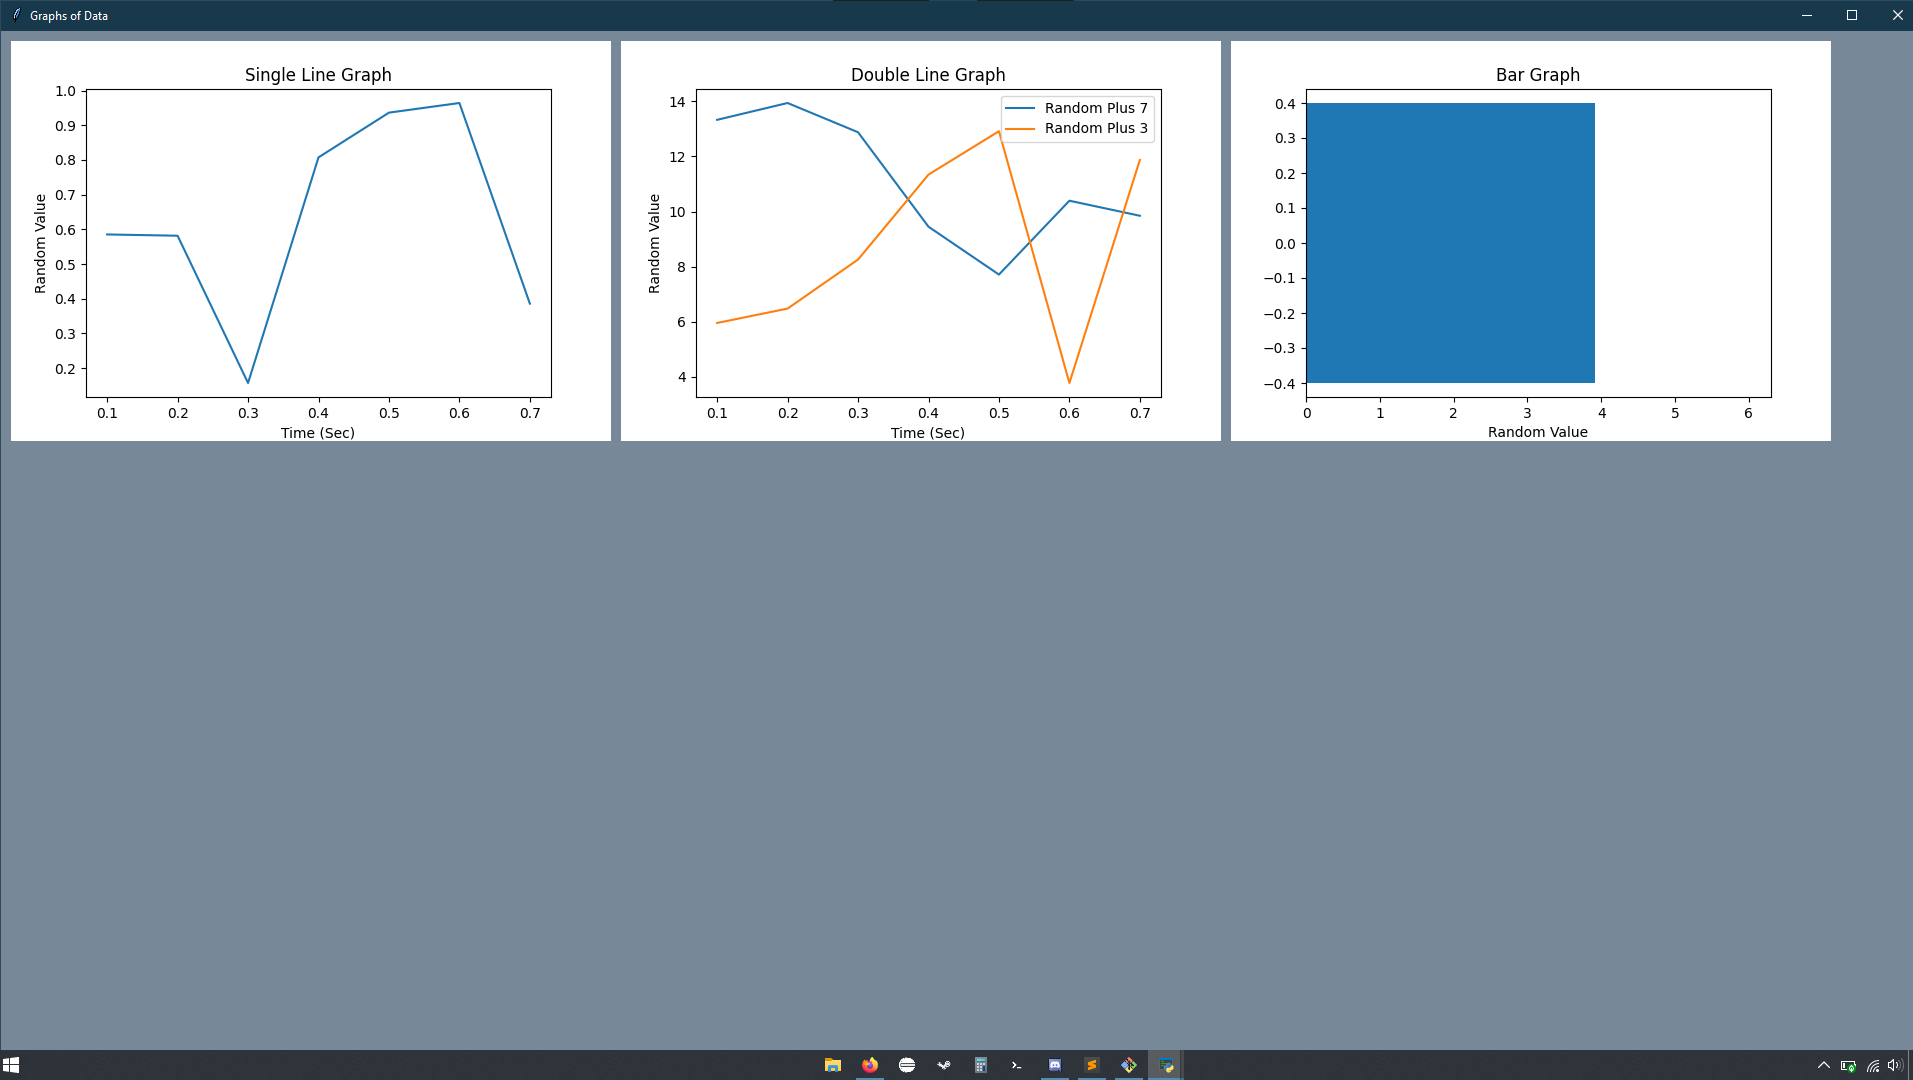 Graphs of Data
Single Line Graph
1.0
0.9
0.8
0.7
0.6
0.5
0.4
0.3
0.2
Random Value
0.1 0.2 0.3 0.4 0.5 0.6 0.7
Time (Sec)
Double Line Graph
Random Plus 7
Random Plus 3
14
12
10
8
6
4
Random Value
0.1 0.2 0.3 0.4 0.5 0.6 0.7
Time (Sec)
Bar Graph
0.4
0.3
0.2
0.1
0.0
−0.1
−0.2
−0.3
−0.4
0 1 2 3 4 5 6
Random Value